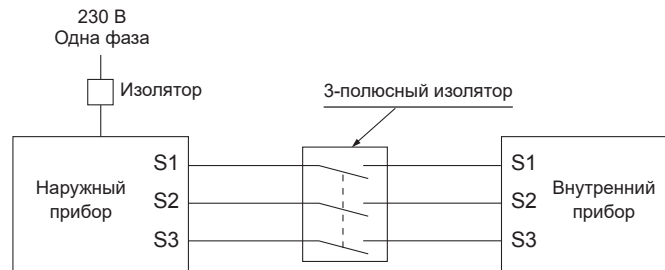 230 В
Одна фаза
Изолятор
3-полюсный изолятор
Наружный
прибор
S1
S2
S3
S1
S2
S3
Внутренний
прибор